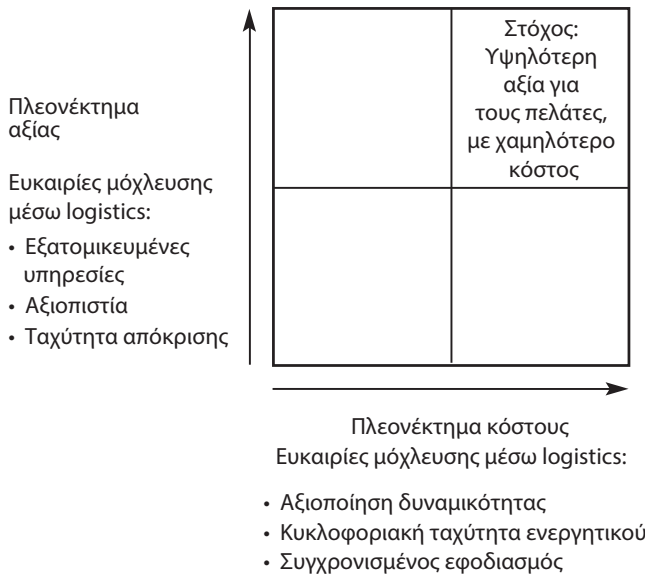 Στόχος:
Υψηλότερη
αξία για
τους πελάτες,
με χαμηλότερο
κόστος
Πλεονέκτημα
αξίας
Ευκαιρίες μόχλευσης
μέσω logistics:
• Εξατομικευμένες
υπηρεσίες
• Αξιοπιστία
• Ταχύτητα απόκρισης
Πλεονέκτημα κόστους
Ευκαιρίες μόχλευσης μέσω logistics:
• Αξιοποίηση δυναμικότητας
• Κυκλοφοριακή ταχύτητα ενεργητικού
• Συγχρονισμένος εφοδιασμός